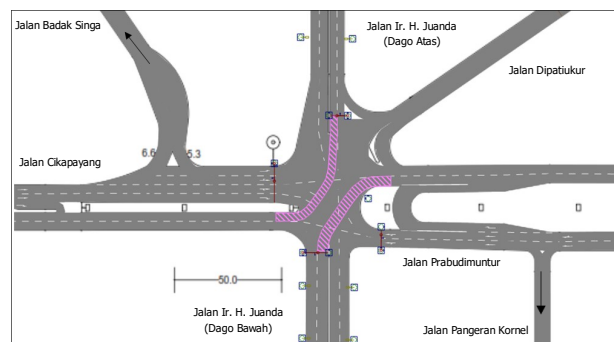 Jalan Badak Singa
Jalan Ir. H. Juanda
(Dago Atas)
Jalan Dipatiukur
Jalan Cikapayang
6.6
5.3
50.0
Jalan Prabudimuntur
Jalan Ir. H. Juanda
(Dago Bawah)
Jalan Pangeran Kornel